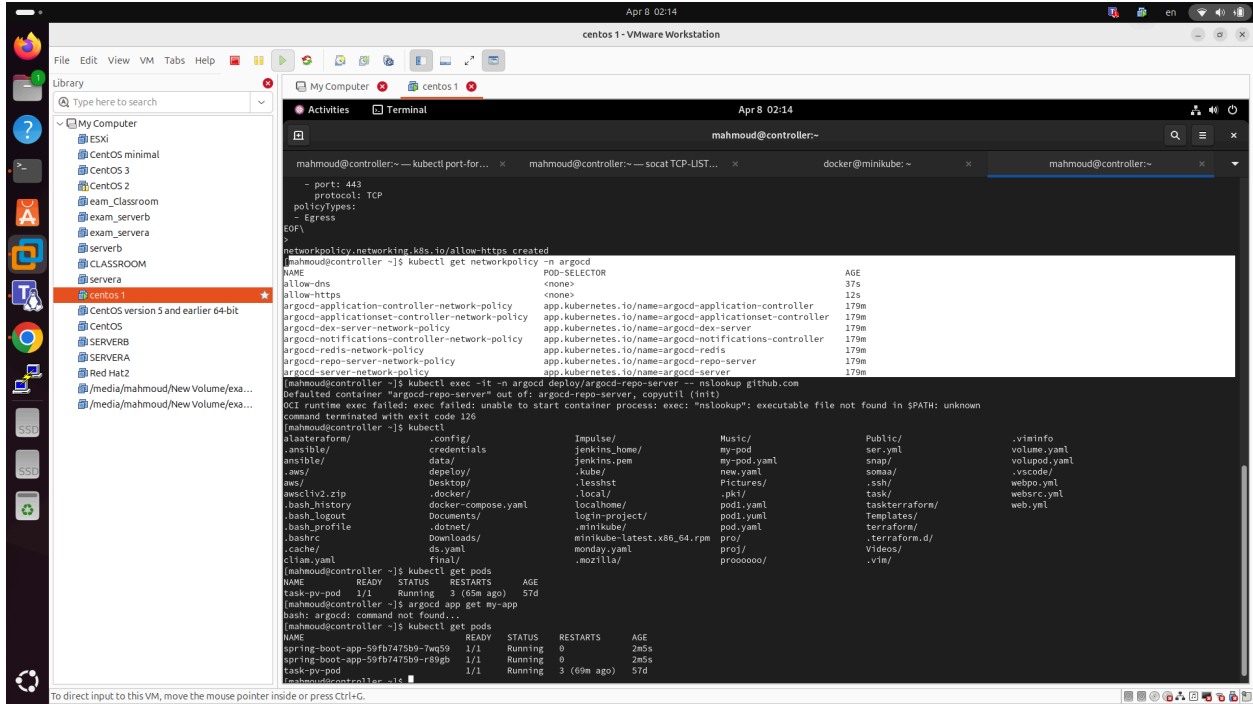 Apr 8 02:14
en
centos 1 - VMware Workstation
File Edit View VM Tabs Help
Library
Type here to search
My Computer
ESXi
CentOS minimal
CentOS 3
CentOS 2
eam_Classroom
exam_serverb
exam_servera
serverb
CLASSROOM
servera
centos 1
CentOS version 5 and earlier 64-bit
CentOS
SERVERB
SERVERA
Red Hat2
/media/mahmoud/New Volume/exa...
/media/mahmoud/New Volume/exa...
1
SSD
SSD
My Computer
centos 1
Activities Terminal Apr 8 02:14
mahmoud@controller:~
mahmoud@controller:~ — kubectl port-for... mahmoud@controller:~ — socat TCP-LIST... docker@minikube: ~ mahmoud@controller:~
- port: 443
protocol: TCP
policyTypes:
- Egress
EOF\
>
networkpolicy.networking.k8s.io/allow-https created
[mahmoud@controller ~]$ kubectl get networkpolicy -n argocd
NAME POD-SELECTOR AGE
allow-dns <none> 37s
allow-https <none> 12s
argocd-application-controller-network-policy app.kubernetes.io/name=argocd-application-controller 179m
argocd-applicationset-controller-network-policy app.kubernetes.io/name=argocd-applicationset-controller 179m
argocd-dex-server-network-policy app.kubernetes.io/name=argocd-dex-server 179m
argocd-notifications-controller-network-policy app.kubernetes.io/name=argocd-notifications-controller 179m
argocd-redis-network-policy app.kubernetes.io/name=argocd-redis 179m
argocd-repo-server-network-policy app.kubernetes.io/name=argocd-repo-server 179m
argocd-server-network-policy app.kubernetes.io/name=argocd-server 179m
[mahmoud@controller ~]$ kubectl exec -it -n argocd deploy/argocd-repo-server -- nslookup github.com
Defaulted container "argocd-repo-server" out of: argocd-repo-server, copyutil (init)
OCI runtime exec failed: exec failed: unable to start container process: exec: "nslookup": executable file not found in $PATH: unknown
command terminated with exit code 126
[mahmoud@controller ~]$ kubectl
alaateraform/ .config/ Impulse/ Music/ Public/ .viminfo
.ansible/ credentials jenkins_home/ my-pod ser.yml volume.yaml
ansible/ data/ jenkins.pem my-pod.yaml snap/ volupod.yaml
.aws/ depeloy/ .kube/ new.yaml somaa/ .vscode/
aws/ Desktop/ .lesshst Pictures/ .ssh/ webpo.yml
awscliv2.zip .docker/ .local/ .pki/ task/ websrc.yml
.bash_history docker-compose.yaml localhome/ pod1.yaml taskterraform/ web.yml
.bash_logout Documents/ login-project/ pod1.yuml Templates/
.bash_profile .dotnet/ .minikube/ pod.yaml terraform/
.bashrc Downloads/ minikube-latest.x86_64.rpm pro/ .terraform.d/
.cache/ ds.yaml monday.yaml proj/ Videos/
cliam.yaml final/ .mozilla/ proooooo/ .vim/
[mahmoud@controller ~]$ kubectl get pods
NAME READY STATUS RESTARTS AGE
task-pv-pod 1/1 Running 3 (65m ago) 57d
[mahmoud@controller ~]$ argocd app get my-app
bash: argocd: command not found...
[mahmoud@controller ~]$ kubectl get pods
NAME READY STATUS RESTARTS AGE
spring-boot-app-59fb7475b9-7wq59 1/1 Running 0 2m5s
spring-boot-app-59fb7475b9-r89gb 1/1 Running 0 2m5s
task-pv-pod 1/1 Running 3 (69m ago) 57d
[mahmoud@controller ~]$
To direct input to this VM, move the mouse pointer inside or press Ctrl+G.